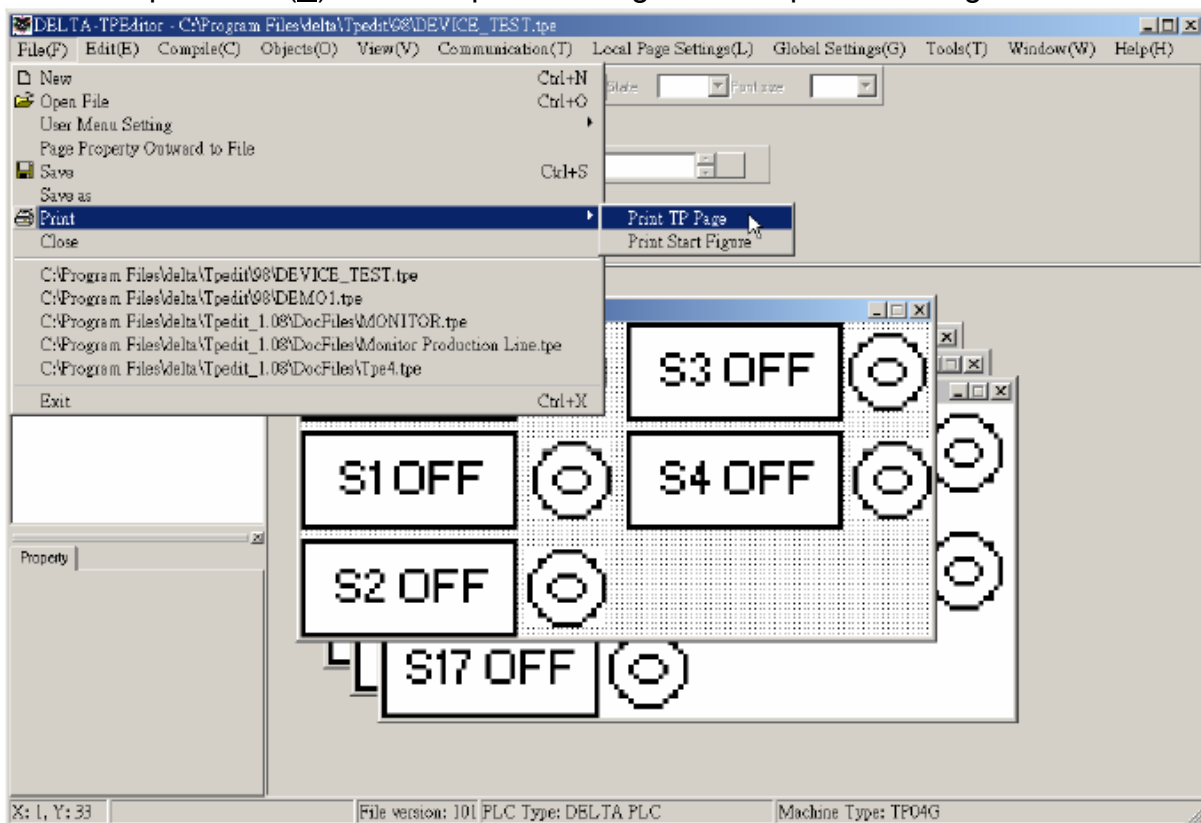 DELTA-TPEditor - C:\Program Files\delta\Tpedit\98\DEVICE_TEST.tpe
File(F) Edit(E) Compile(C) Objects(O) View(V) Communication(T) Local Page Settings(L) Global Settings(G) Tools(T) Window(W) Help(H)
New Ctrl+N
State Font size
Open File Ctrl+O
User Menu Setting
Page Property Outward to File
Save Ctrl+S
Save as
Print
Print TP Page
Close
Print Start Figure
C:\Program Files\delta\Tpedit\98\DEVICE_TEST.tpe
C:\Program Files\delta\Tpedit\98\DEMO1.tpe
C:\Program Files\delta\Tpedit_1.08\DocFiles\MONITOR.tpe
C:\Program Files\delta\Tpedit_1.08\DocFiles\Monitor Production Line.tpe
C:\Program Files\delta\Tpedit_1.08\DocFiles\Tpe4.tpe
Exit Ctrl+X
S3 OFF
S1 OFF S4 OFF
S2 OFF
S17 OFF
Property
X: 1, Y: 33 File version: 101 PLC Type: DELTA PLC Machine Type: TP04G